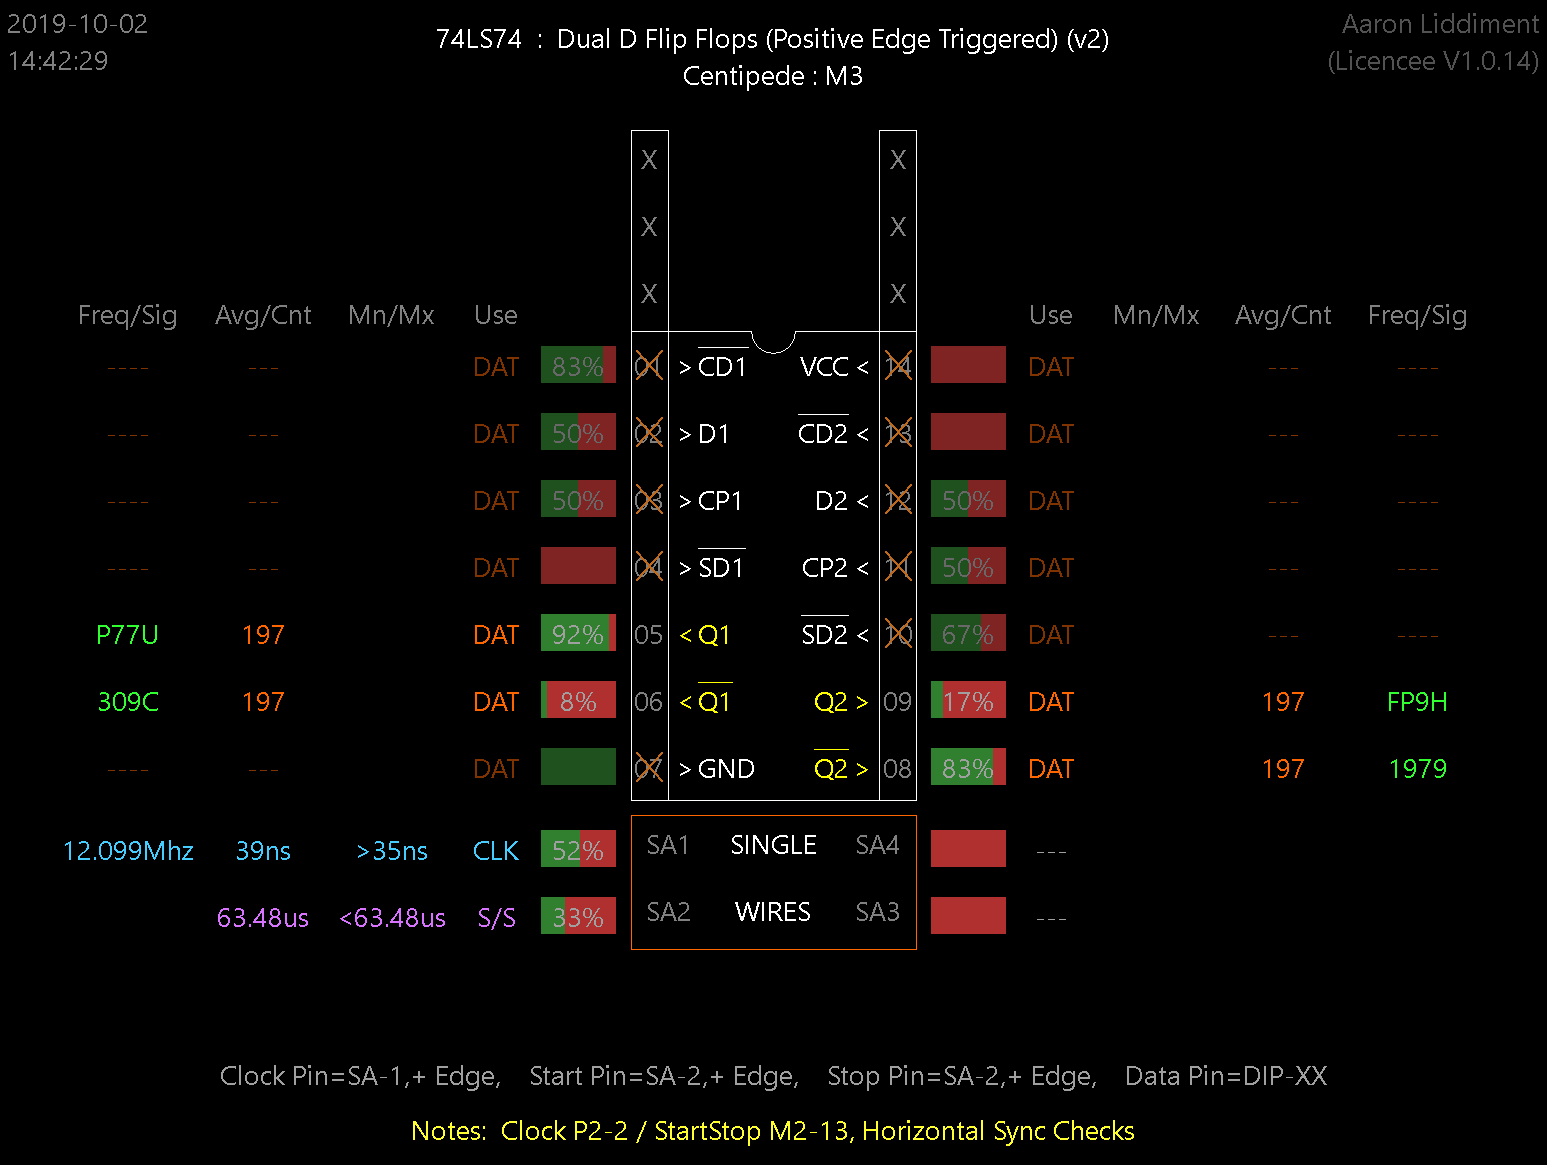 2019-10-02
14:42:29
74LS74 : Dual D Flip Flops (Positive Edge Triggered) (v2)
Centipede : M3
Aaron Liddiment
(Licencee V1.0.14)
X X
X X
X X
Freq/Sig Avg/Cnt Mn/Mx Use Use Mn/Mx Avg/Cnt Freq/Sig
---- --- DAT 83% 01 > CD1 VCC < 14 DAT --- ----
---- --- DAT 50% 02 > D1 CD2 < 13 DAT --- ----
---- --- DAT 50% 03 > CP1 D2 < 12 50% DAT --- ----
---- --- DAT 04 > SD1 CP2 < 11 50% DAT --- ----
P77U 197 DAT 92% 05 < Q1 SD2 < 10 67% DAT --- ----
309C 197 DAT 8% 06 < Q1 Q2 > 09 17% DAT 197 FP9H
---- --- DAT 07 > GND Q2 > 08 83% DAT 197 1979
12.099Mhz 39ns >35ns CLK 52% SA1 SINGLE SA4 ---
63.48us <63.48us S/S 33% SA2 WIRES SA3 ---
Clock Pin=SA-1,+ Edge, Start Pin=SA-2,+ Edge, Stop Pin=SA-2,+ Edge, Data Pin=DIP-XX
Notes: Clock P2-2 / StartStop M2-13, Horizontal Sync Checks